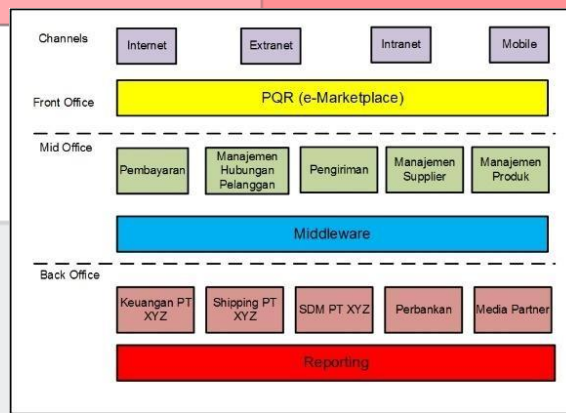 Channels
Internet
Extranet
Intranet
Mobile
Front Office
PQR (e-Marketplace)
Mid Office
Pembayaran
Manajemen
Hubungan
Pelanggan
Pengiriman
Manajemen
Supplier
Manajemen
Produk
Middleware
Back Office
Keuangan PT
XYZ
Shipping PT
XYZ
SDM PT XYZ
Perbankan
Media Partner
Reporting